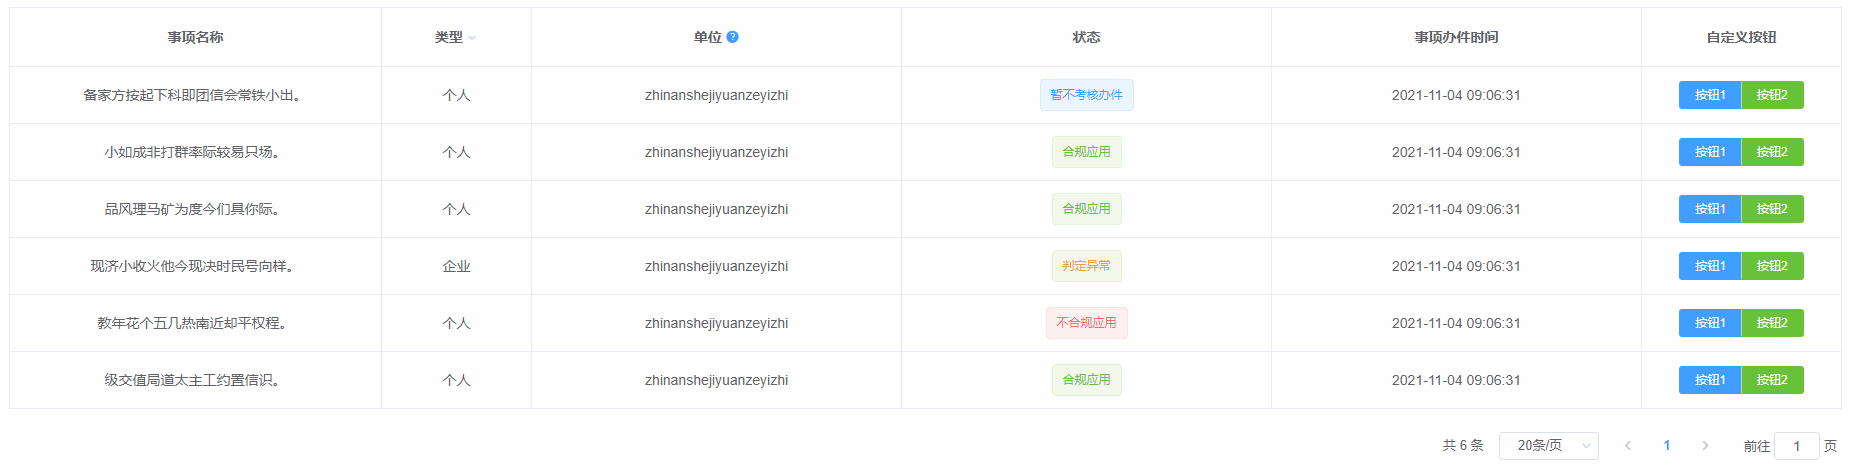 事项名称 类型 单位 ? 状态 事项办件时间 自定义按钮
备家方按起下科即团信会常铁小出。 个人 zhinanshejiyuanzeyizhi 暂不考核办件 2021-11-04 09:06:31 按钮1 按钮2
小如成非打群率际较易只场。 个人 zhinanshejiyuanzeyizhi 合规应用 2021-11-04 09:06:31 按钮1 按钮2
品风理马矿为度今们具你际。 个人 zhinanshejiyuanzeyizhi 合规应用 2021-11-04 09:06:31 按钮1 按钮2
现济小收火他今现决时民号向样。 企业 zhinanshejiyuanzeyizhi 判定异常 2021-11-04 09:06:31 按钮1 按钮2
教年花个五几热南近却平权程。 个人 zhinanshejiyuanzeyizhi 不合规应用 2021-11-04 09:06:31 按钮1 按钮2
级交值局道太主工约置信识。 个人 zhinanshejiyuanzeyizhi 合规应用 2021-11-04 09:06:31 按钮1 按钮2
共 6 条 20条/页 1 前往 1 页